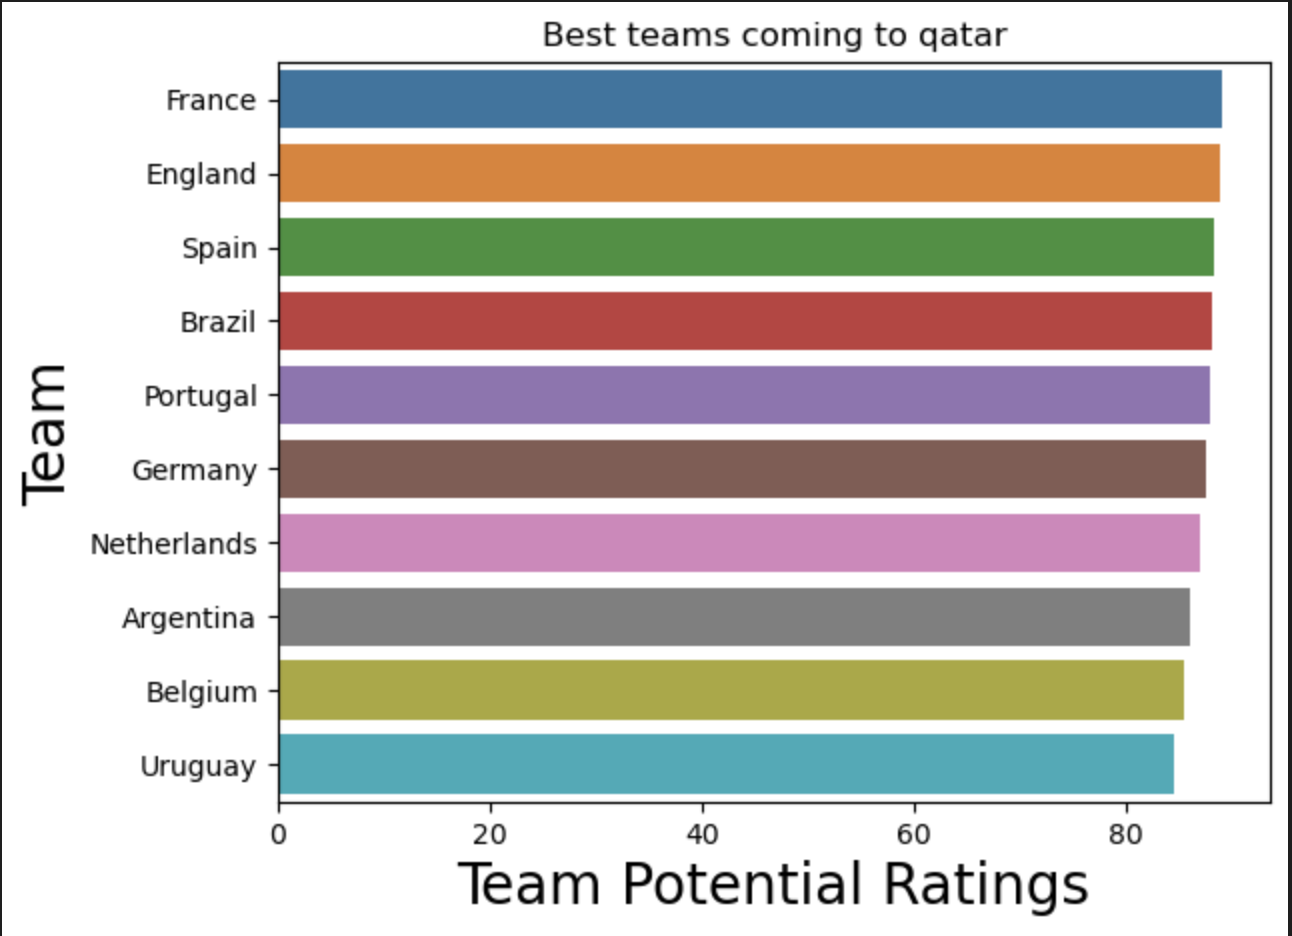 Best teams coming to qatar
France
England
Spain
Brazil
Portugal
Germany
Netherlands
Argentina
Belgium
Uruguay
Team
0 20 40 60 80
Team Potential Ratings